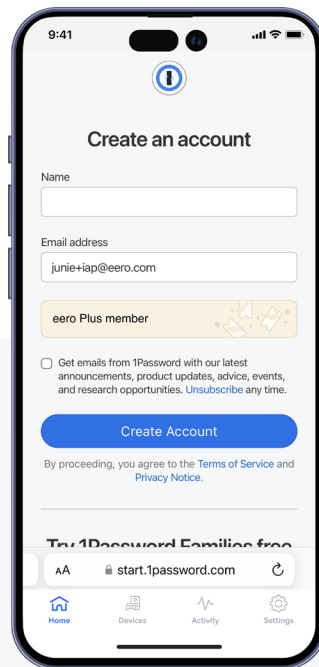 9:41
Create an account
Name
Email address
junie+iap@eero.com
eero Plus member
Get emails from 1Password with our latest
announcements, product updates, advice, events,
and research opportunities. Unsubscribe any time.
Create Account
By proceeding, you agree to the Terms of Service and
Privacy Notice.
Try 1Password Families free
AA start.1password.com
Home Devices Activity Settings